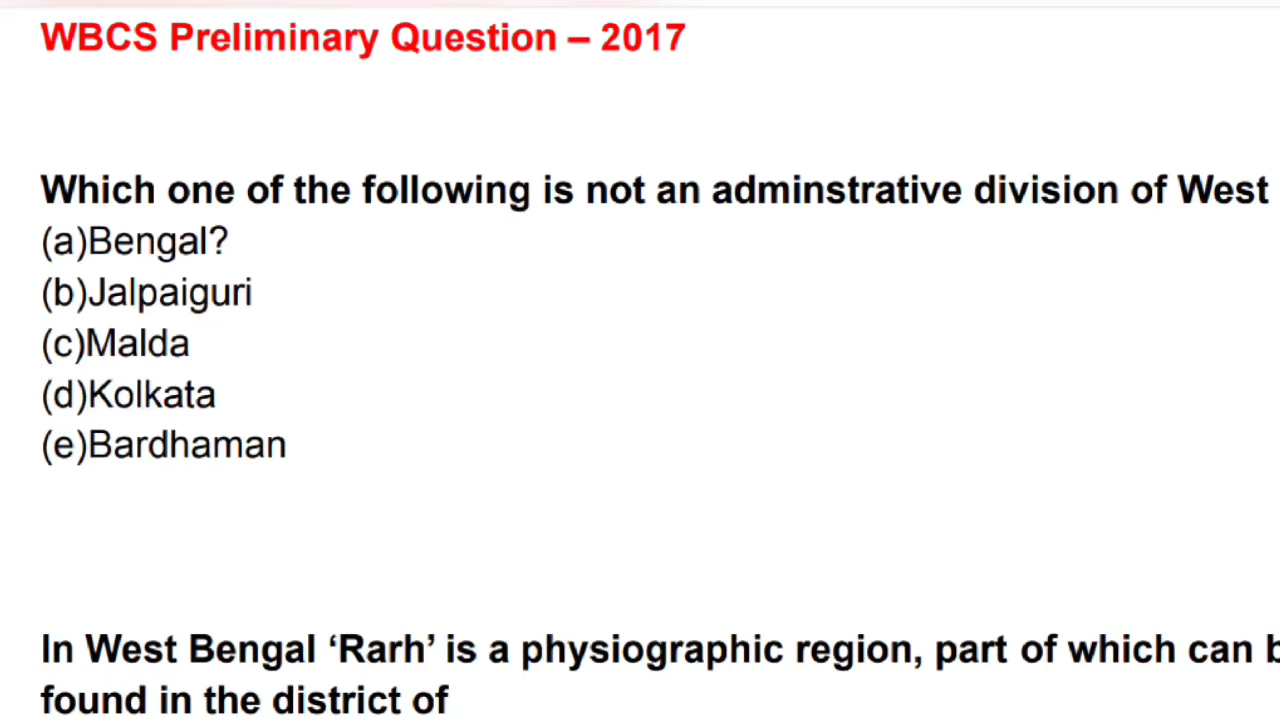 WBCS Preliminary Question – 2017
Which one of the following is not an adminstrative division of West
(a)Bengal?
(b)Jalpaiguri
(c)Malda
(d)Kolkata
(e)Bardhaman
In West Bengal ‘Rarh’ is a physiographic region, part of which can
found in the district of